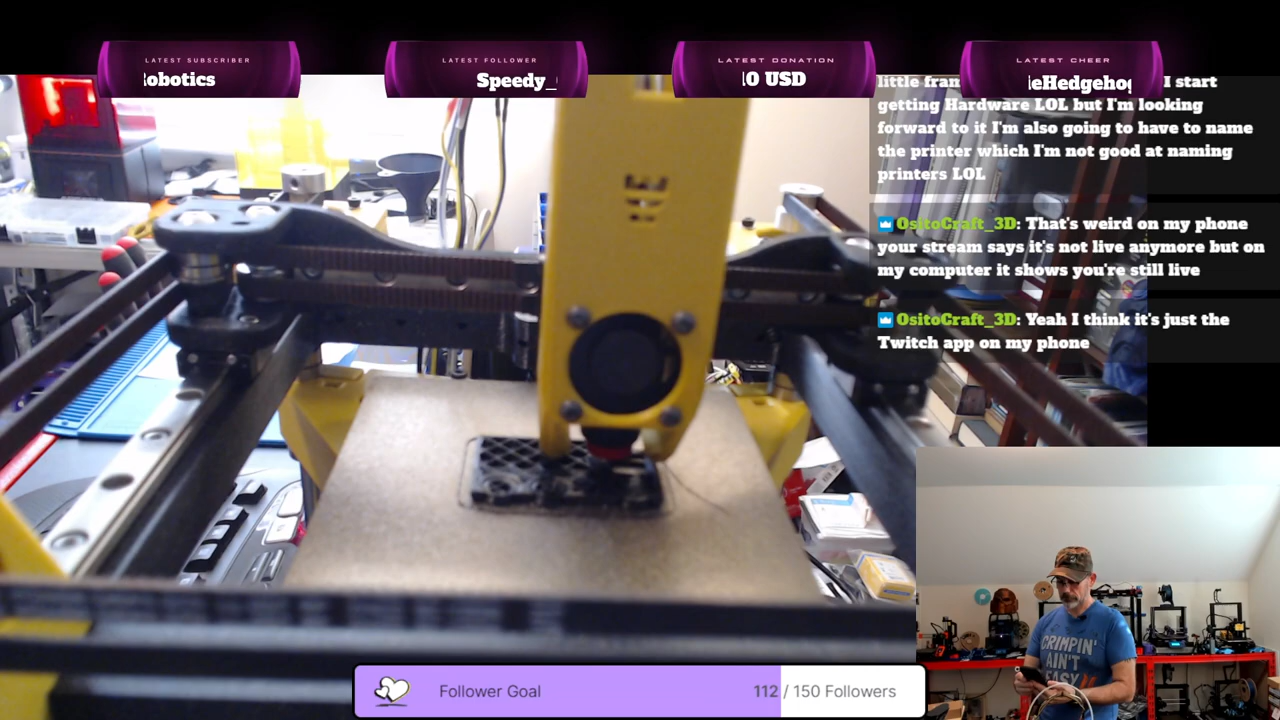 LATEST SUBSCRIBER
obotics
LATEST FOLLOWER
Speedy_
LATEST DONATION
0 USD
LATEST CHEER
eHedgehog
little I start
getting Hardware LOL but I'm looking
forward to it I'm also going to have to name
the printer which I'm not good at naming
printers LOL
OsitoCraft_3D: That's weird on my phone
your stream says it's not live anymore but on
my computer it shows you're still live
OsitoCraft_3D: Yeah I think it's just the
Twitch app on my phone
CRIMPIN'
AIN'T
EASY
Follower Goal
112 / 150 Followers